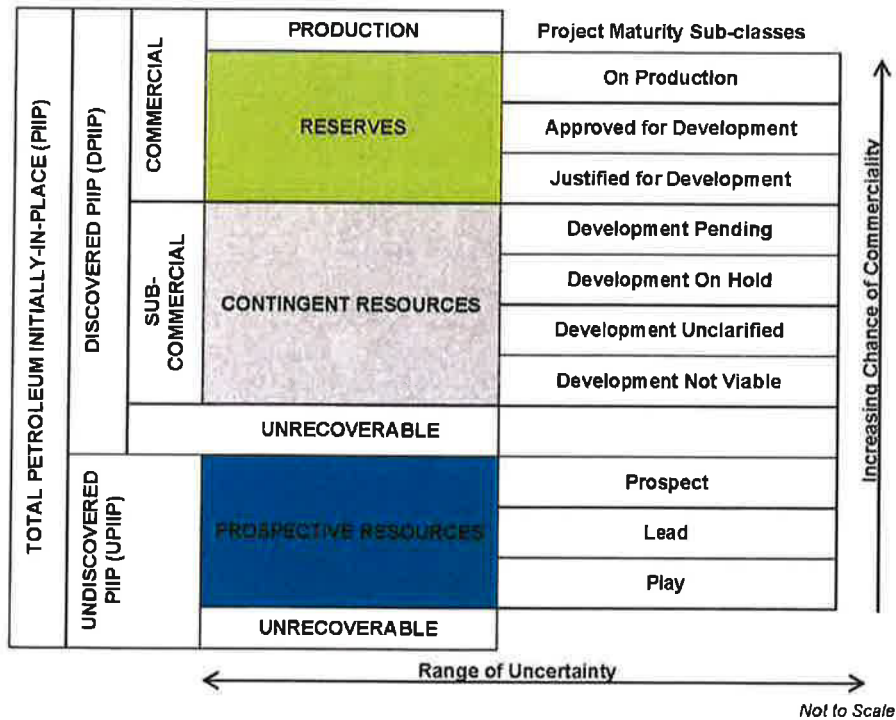 PRODUCTION
Project Maturity Sub-classes
TOTAL PETROLEUM INITIALLY-IN-PLACE (PIIP)
DISCOVERED PIIP (DPIIP)
COMMERCIAL
RESERVES
On Production
Approved for Development
Justified for Development
SUB-
COMMERCIAL
CONTINGENT RESOURCES
Development Pending
Development On Hold
Development Unclarified
Development Not Viable
UNRECOVERABLE
UNDISCOVERED
PIIP (UPIIP)
PROSPECTIVE RESOURCES
Prospect
Lead
Play
UNRECOVERABLE
Increasing Chance of Commerciality
Range of Uncertainty
Not to Scale